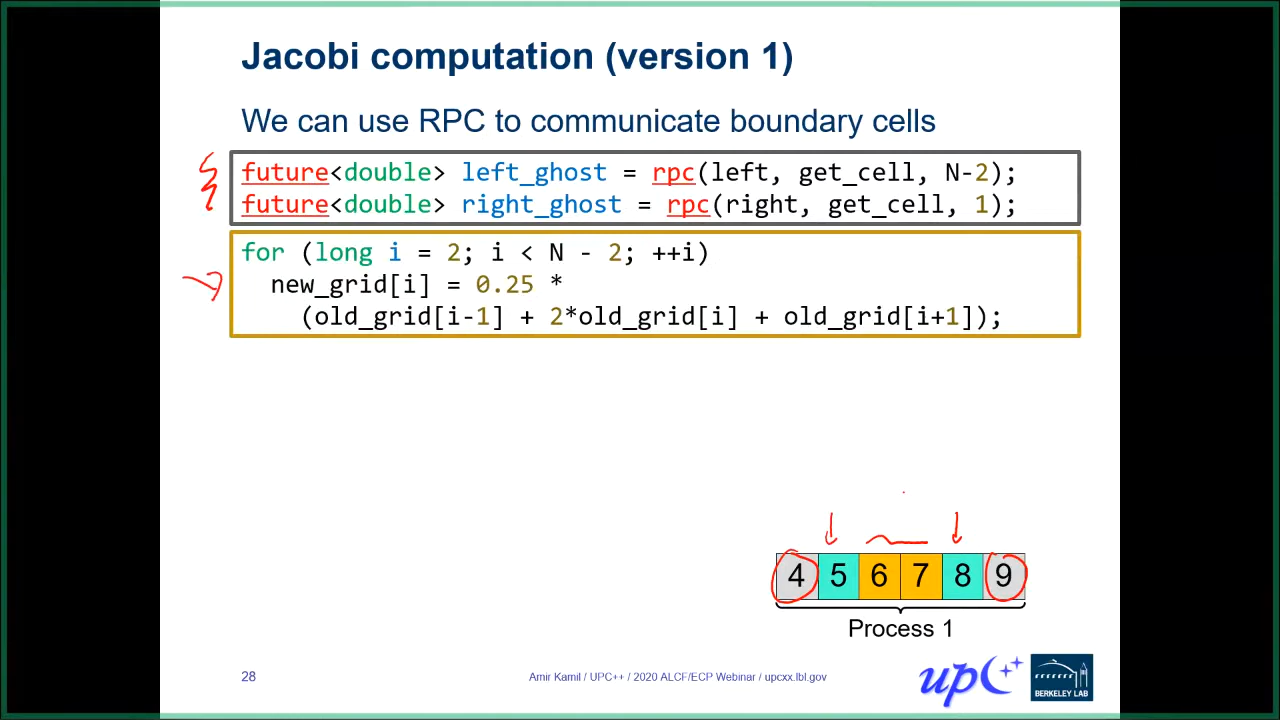 Jacobi computation (version 1)
We can use RPC to communicate boundary cells
future<double> left_ghost = rpc(left, get_cell, N-2);
future<double> right_ghost = rpc(right, get_cell, 1);
for (long i = 2; i < N - 2; ++i)
new_grid[i] = 0.25 *
(old_grid[i-1] + 2*old_grid[i] + old_grid[i+1]);
4 5 6 7 8 9
Process 1
28
Amir Kamil / UPC++ / 2020 ALCF/ECP Webinar / upcxx.lbl.gov
upC++
BERKELEY LAB